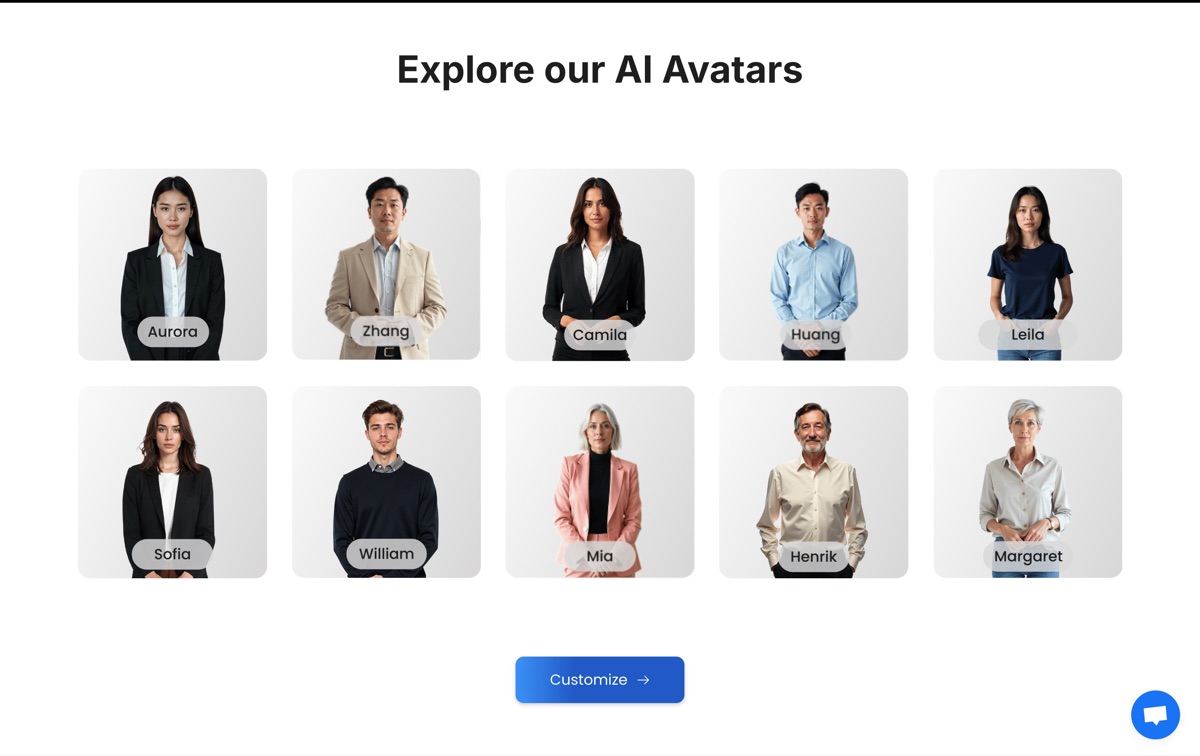 Explore our AI Avatars
Aurora
Zhang
Camila
Huang
Leila
Sofia
William
Mia
Henrik
Margaret
Customize →